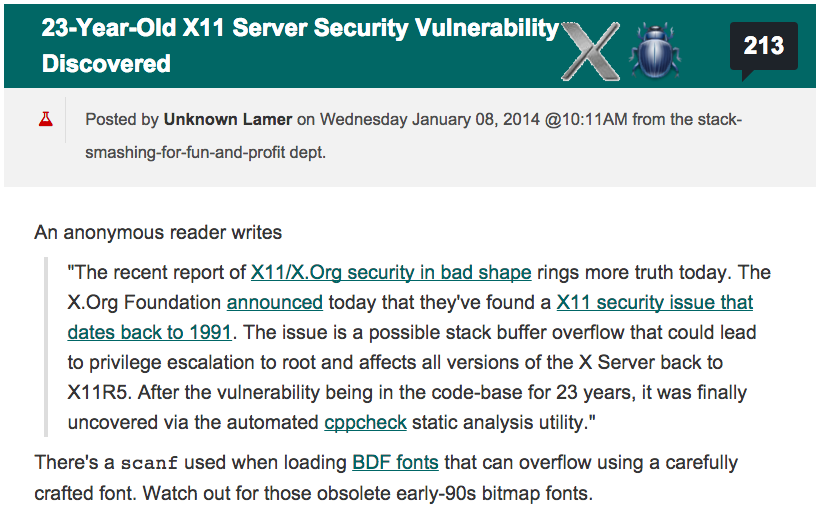 23-Year-Old X11 Server Security Vulnerability
Discovered
213
Posted by Unknown Lamer on Wednesday January 08, 2014 @10:11AM from the stack-
smashing-for-fun-and-profit dept.
An anonymous reader writes
"The recent report of X11/X.Org security in bad shape rings more truth today. The
X.Org Foundation announced today that they've found a X11 security issue that
dates back to 1991. The issue is a possible stack buffer overflow that could lead
to privilege escalation to root and affects all versions of the X Server back to
X11R5. After the vulnerability being in the code-base for 23 years, it was finally
uncovered via the automated cppcheck static analysis utility."
There's a scanf used when loading BDF fonts that can overflow using a carefully
crafted font. Watch out for those obsolete early-90s bitmap fonts.